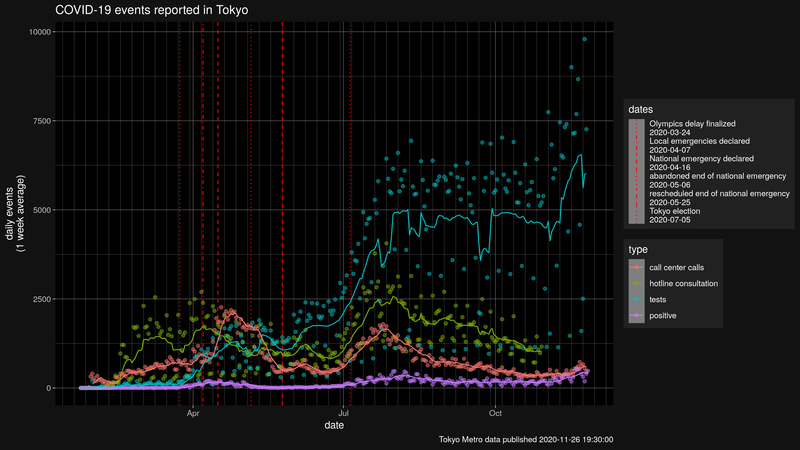 COVID-19 events reported in Tokyo
10000
7500
5000
2500
0
daily events
(1 week average)
Apr
Jul
Oct
date
dates
Olympics delay finalized
2020-03-24
Local emergencies declared
2020-04-07
National emergency declared
2020-04-16
abandoned end of national emergency
2020-05-06
rescheduled end of national emergency
2020-05-25
Tokyo election
2020-07-05
type
call center calls
hotline consultation
tests
positive
Tokyo Metro data published 2020-11-26 19:30:00